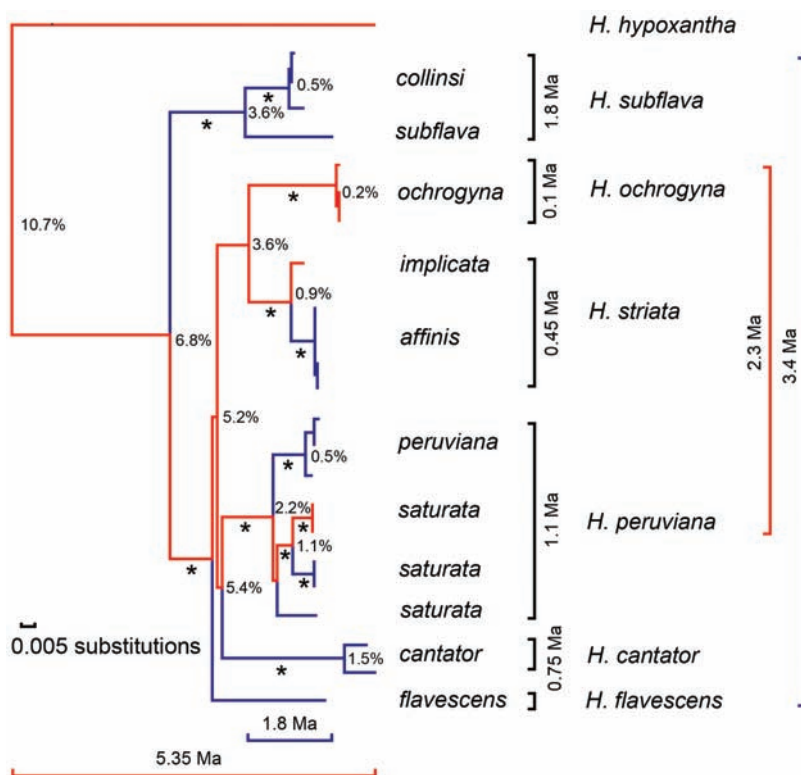 H. hypoxantha
collinsi
0.5%
1.8 Ma
H. subflava
*
*
3.6%
subflava
ochrogyna
0.2%
0.1 Ma
H. ochrogyna
*
10.7%
3.6%
implicata
0.9%
*
0.45 Ma
H. striata
affinis
*
6.8%
2.3 Ma
3.4 Ma
5.2%
peruviana
0.5%
*
2.2%
saturata
*
*
1.1 Ma
H. peruviana
*
1.1%
saturata
*
*
5.4%
saturata
0.005 substitutions
cantator
1.5%
*
0.75 Ma
H. cantator
flavescens
H. flavescens
1.8 Ma
5.35 Ma